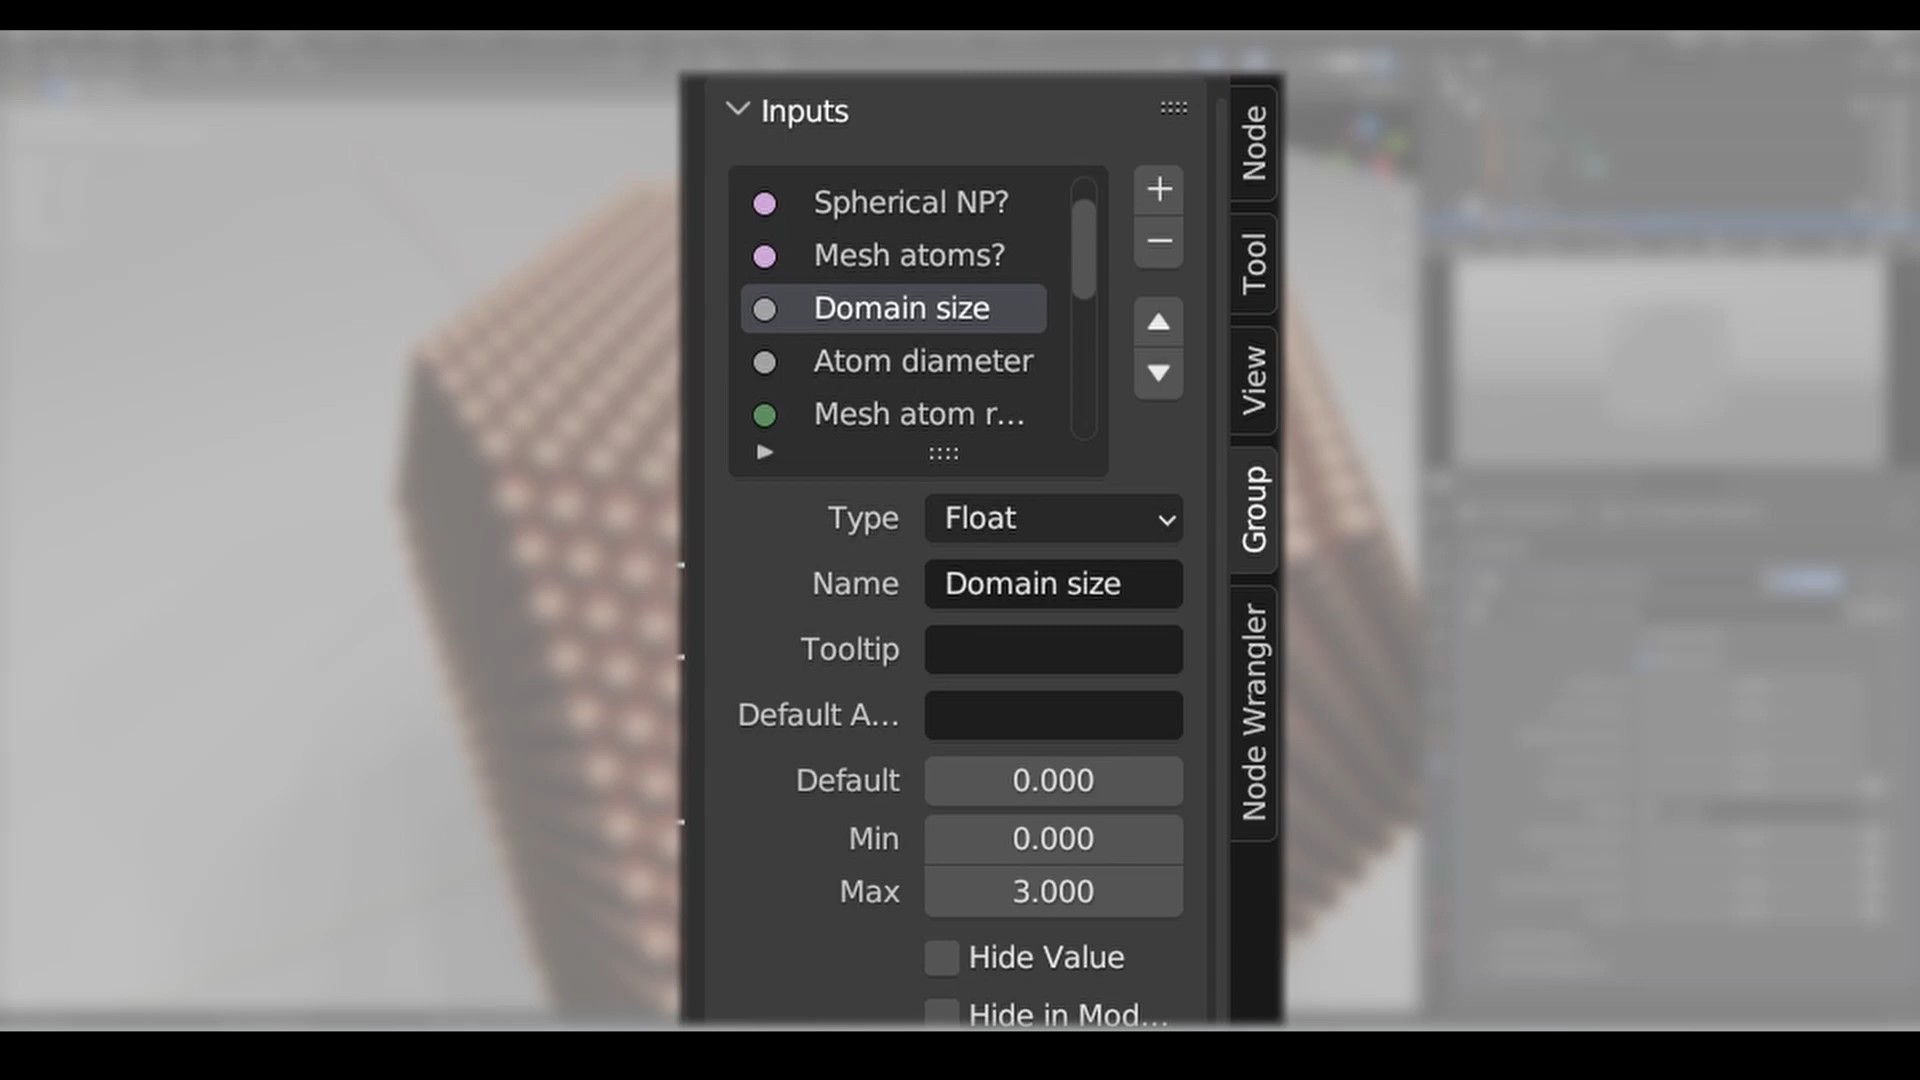 Inputs
Spherical NP?
Mesh atoms?
Domain size
Atom diameter
Mesh atom r...
Type
Float
Name
Domain size
Tooltip
Default A...
Default
0.000
Min
0.000
Max
3.000
Hide Value
Hide in Mod...
Node
Tool
View
Group
Node Wrangler